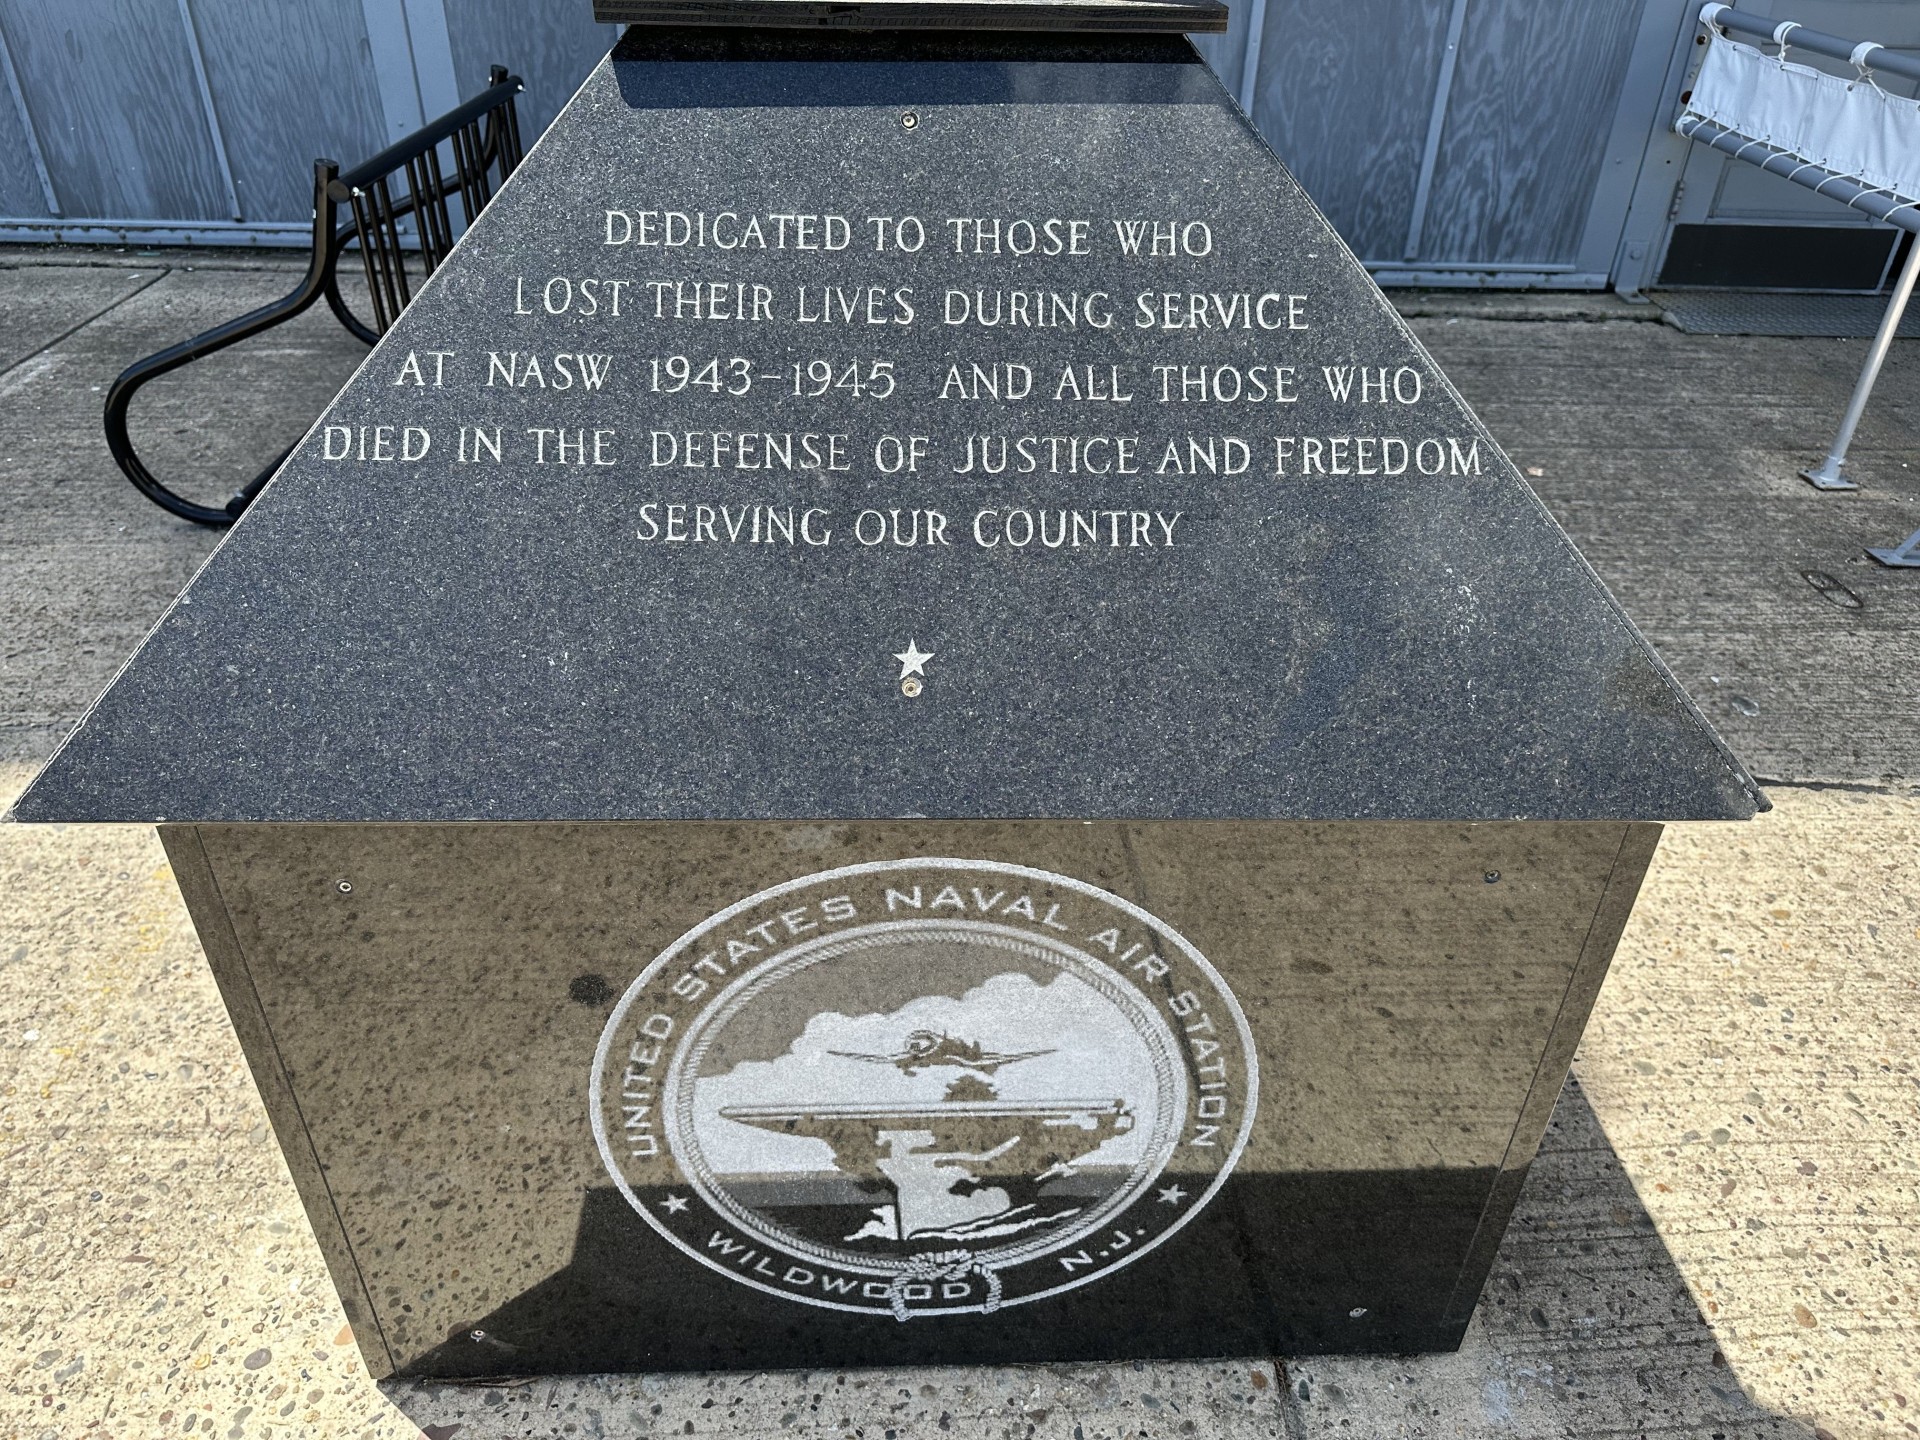 DEDICATED TO THOSE WHO
LOST THEIR LIVES DURING SERVICE
AT NASW 1943-1945 AND ALL THOSE WHO
DIED IN THE DEFENSE OF JUSTICE AND FREEDOM
SERVING OUR COUNTRY
UNITED STATES NAVAL AIR STATION
WILDWOOD N.J.